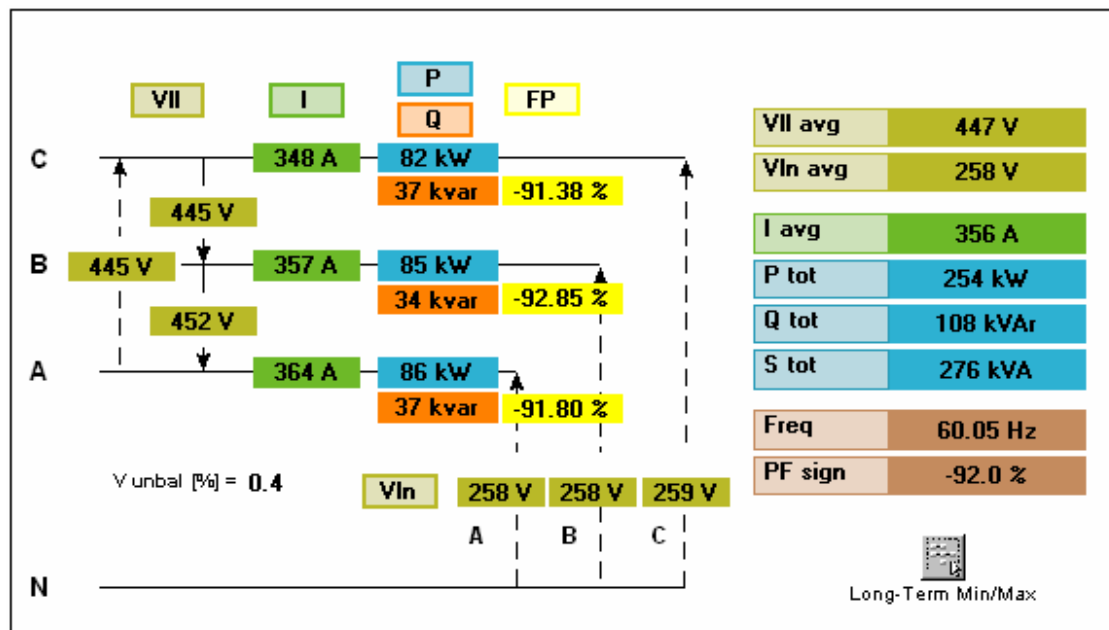 VII I P FP
Q
C 348 A 82 kW
37 kvar -91.38 %
445 V
B 445 V 357 A 85 kW
34 kvar -92.85 %
452 V
A 364 A 86 kW
37 kvar -91.80 %
V unbal [%] = 0.4
VIn 258 V 258 V 259 V
A B C
N
VII avg 447 V
VIn avg 258 V
I avg 356 A
P tot 254 kW
Q tot 108 kVAr
S tot 276 kVA
Freq 60.05 Hz
PF sign -92.0 %
Long-Term Min/Max